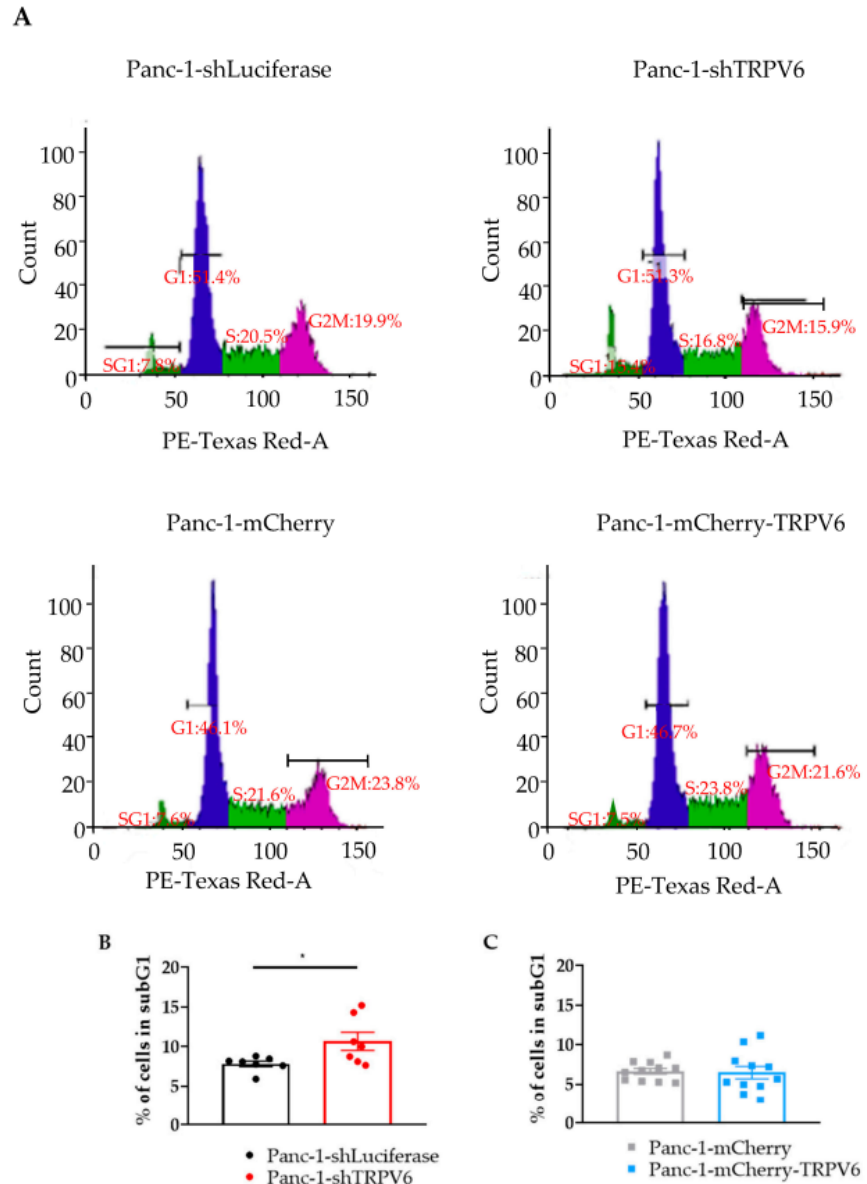 A
Panc-1-shLuciferase
Panc-1-shTRPV6
100
80
60
40
20
0
Count
G1:51.4%
S:20.5%
G2M:19.9%
SG1:7.8%
0
50
100
150
PE-Texas Red-A
100
80
60
40
20
0
Count
G1:51.3%
S:16.8%
G2M:15.9%
0
50
100
150
PE-Texas Red-A
Panc-1-mCherry
Panc-1-mCherry-TRPV6
100
80
60
40
20
0
Count
G1:46.1%
S:21.6%
G2M:23.8%
SG1:7.6%
0
50
100
150
PE-Texas Red-A
100
80
60
40
20
0
Count
G1:46.7%
S:23.8%
G2M:21.6%
SG1:7.5%
0
50
100
150
PE-Texas Red-A
B
% of cells in subG1
20
15
10
5
0
*
Panc-1-shLuciferase
Panc-1-shTRPV6
C
% of cells in subG1
20
15
10
5
0
Panc-1-mCherry
Panc-1-mCherry-TRPV6